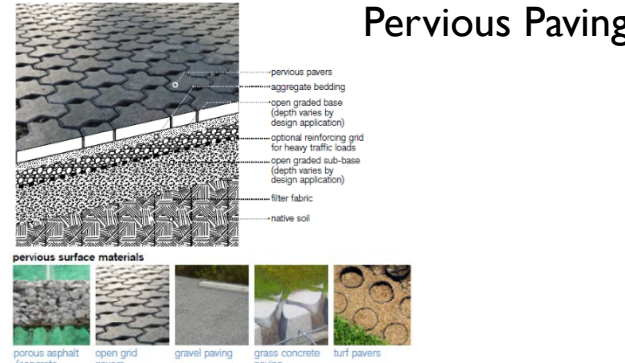 Pervious Paving
pervious pavers
aggregate bedding
open graded base
(depth varies by
design application)
optional reinforcing grid
for heavy traffic loads
open graded sub-base
(depth varies by
design application)
filter fabric
native soil
pervious surface materials
porous asphalt
open grid
gravel paving
grass concrete
turf pavers